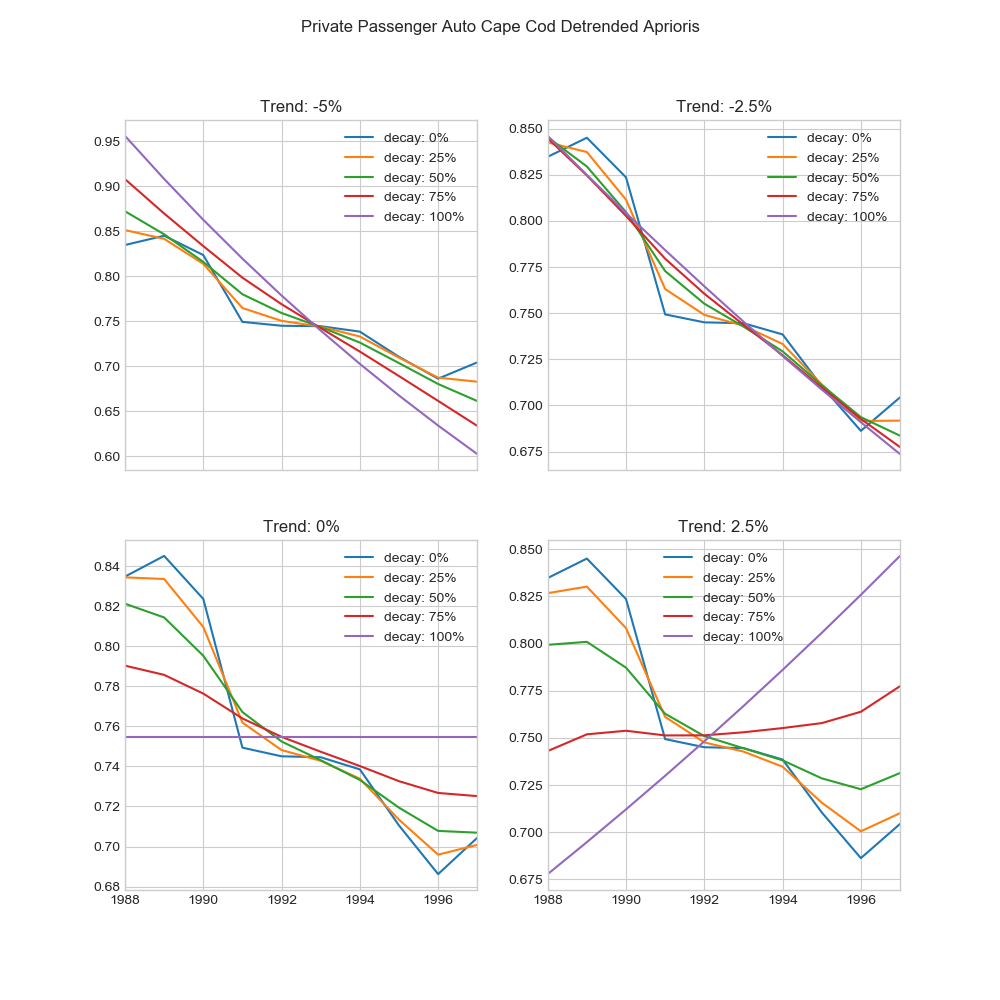 Private Passenger Auto Cape Cod Detrended Aprioris
Trend: -5%
0.95
0.90
0.85
0.80
0.75
0.70
0.65
0.60
decay: 0%
decay: 25%
decay: 50%
decay: 75%
decay: 100%
Trend: -2.5%
0.850
0.825
0.800
0.775
0.750
0.725
0.700
0.675
decay: 0%
decay: 25%
decay: 50%
decay: 75%
decay: 100%
Trend: 0%
0.84
0.82
0.80
0.78
0.76
0.74
0.72
0.70
0.68
decay: 0%
decay: 25%
decay: 50%
decay: 75%
decay: 100%
1988 1990 1992 1994 1996
Trend: 2.5%
0.850
0.825
0.800
0.775
0.750
0.725
0.700
0.675
decay: 0%
decay: 25%
decay: 50%
decay: 75%
decay: 100%
1988 1990 1992 1994 1996